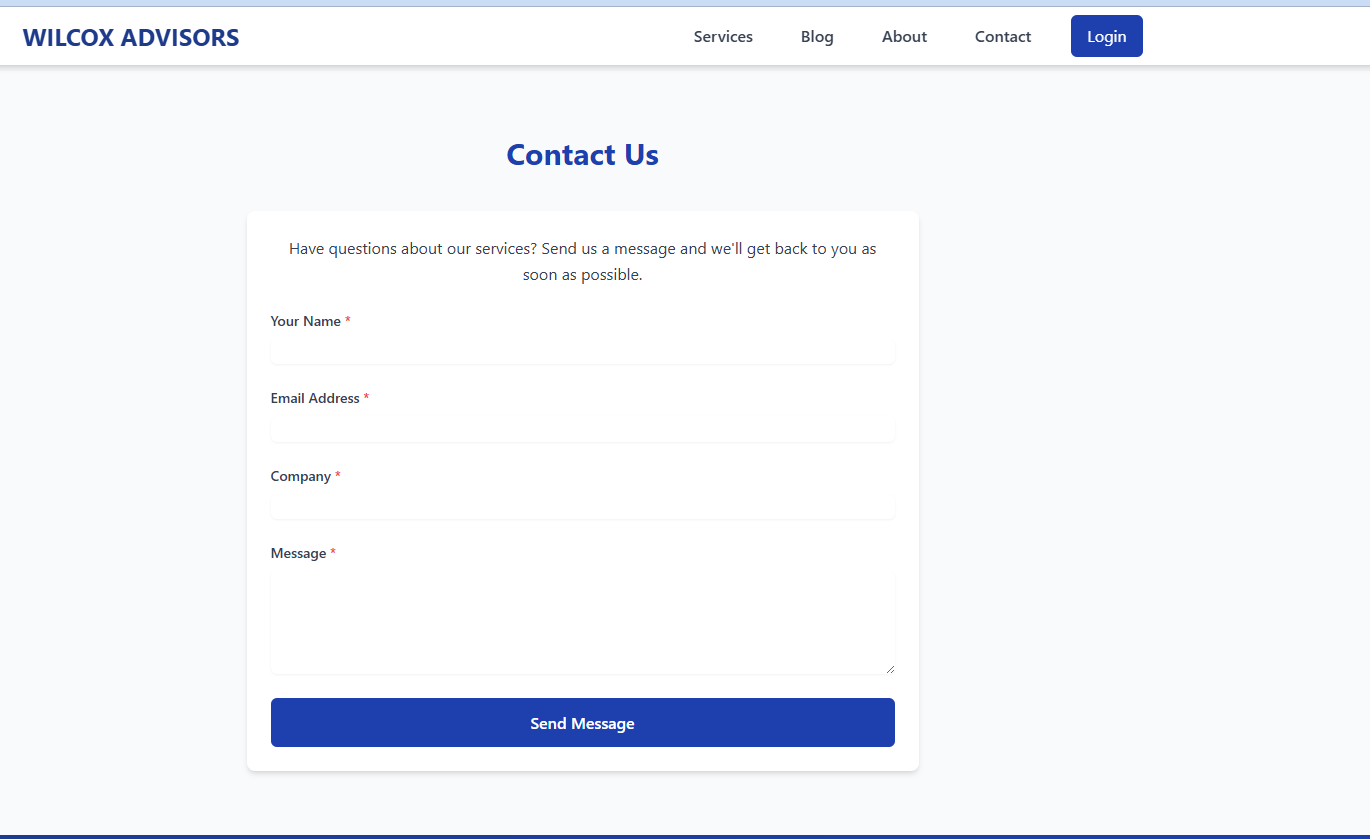 WILCOX ADVISORS
Services
Blog
About
Contact
Login
Contact Us
Have questions about our services? Send us a message and we'll get back to you as
soon as possible.
Your Name *
Email Address *
Company *
Message *
Send Message